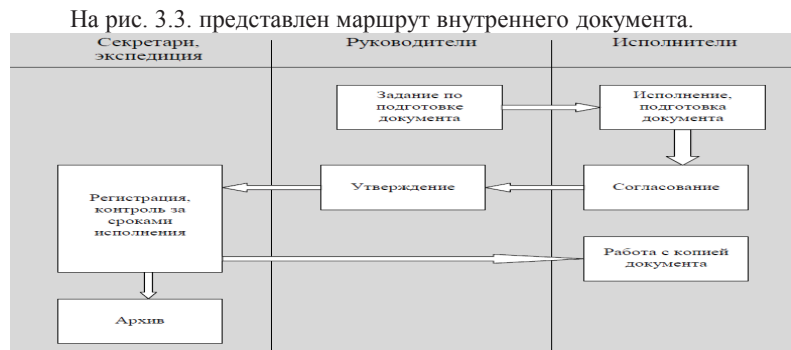 На рис. 3.3. представлен маршрут внутреннего документа.
Секретари,
экспедиция
Руководители
Исполнители
Задание по
подготовке
документа
Исполнение,
подготовка
документа
Регистрация,
контроль за
сроками
исполнения
Утверждение
Согласование
Работа с копией
документа
Архив